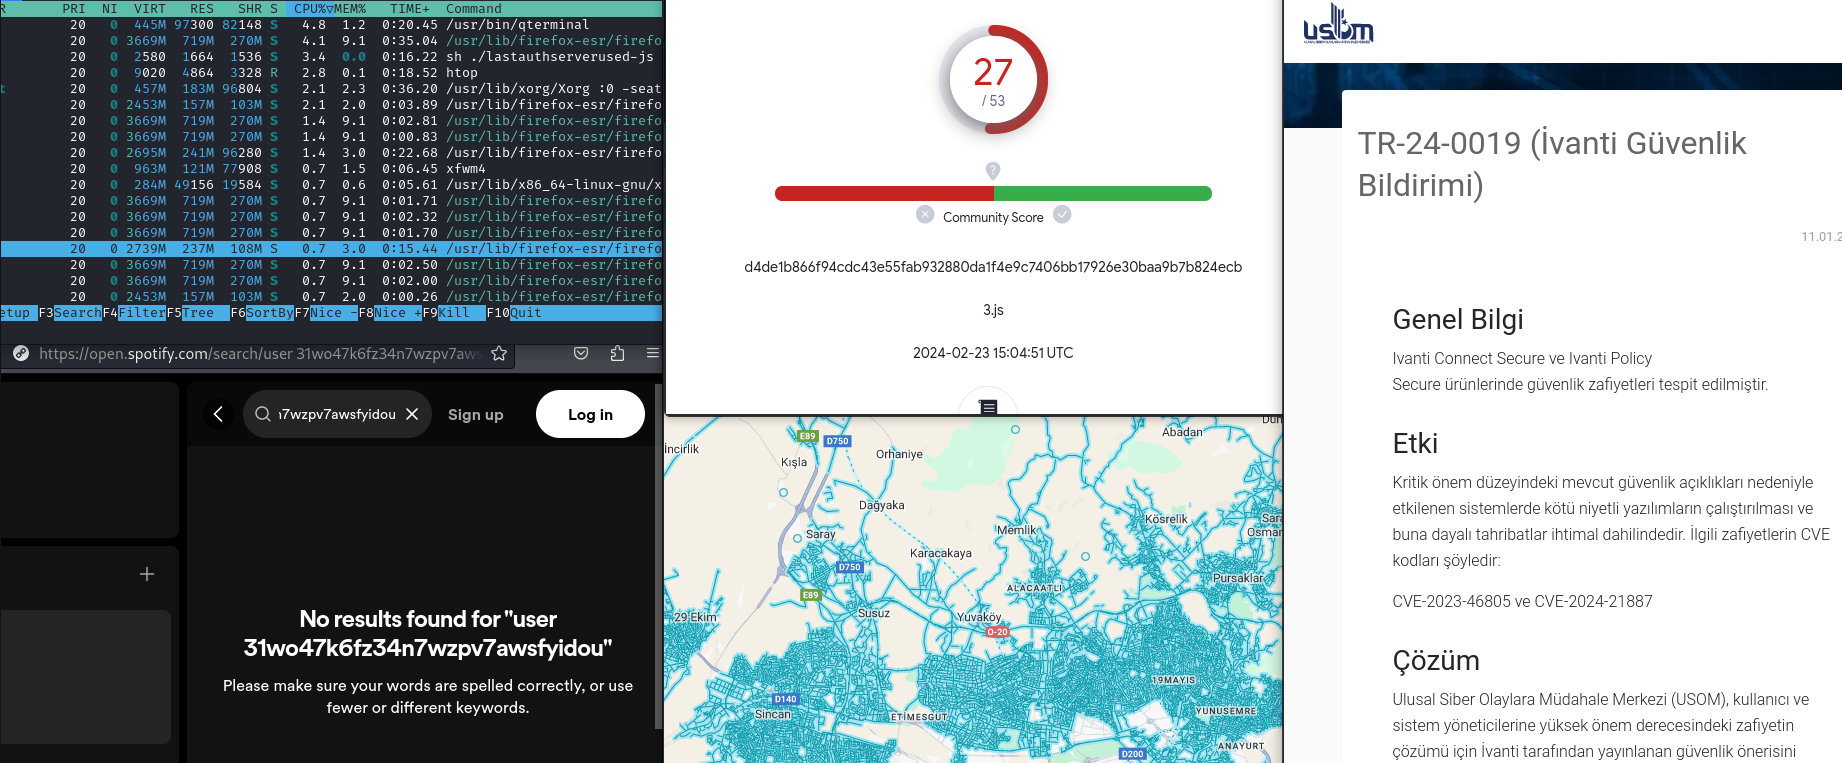 R PRI NI VIRT RES SHR S CPU%▽MEM% TIME+ Command
20 0 445M 97300 82148 S 4.8 1.2 0:20.45 /usr/bin/qterminal
20 0 3669M 719M 270M S 4.1 9.1 0:35.04 /usr/lib/firefox-esr/firefo
20 0 2580 1664 1536 S 3.4 0.0 0:16.22 sh ./lastauthserverused-js
20 0 9020 4864 3328 R 2.8 0.1 0:18.52 htop
t 20 0 457M 183M 96804 S 2.1 2.3 0:36.20 /usr/lib/xorg/Xorg :0 -seat
20 0 2453M 157M 103M S 2.1 2.0 0:03.89 /usr/lib/firefox-esr/firefo
20 0 3669M 719M 270M S 1.4 9.1 0:02.81 /usr/lib/firefox-esr/firefo
20 0 3669M 719M 270M S 1.4 9.1 0:00.83 /usr/lib/firefox-esr/firefo
20 0 2695M 241M 96280 S 1.4 3.0 0:22.68 /usr/lib/firefox-esr/firefo
20 0 963M 121M 77908 S 0.7 1.5 0:06.45 xfwm4
20 0 284M 49156 19584 S 0.7 0.6 0:05.61 /usr/lib/x86_64-linux-gnu/x
20 0 3669M 719M 270M S 0.7 9.1 0:01.71 /usr/lib/firefox-esr/firefo
20 0 3669M 719M 270M S 0.7 9.1 0:02.32 /usr/lib/firefox-esr/firefo
20 0 3669M 719M 270M S 0.7 9.1 0:01.70 /usr/lib/firefox-esr/firefo
20 0 2739M 237M 108M S 0.7 3.0 0:15.44 /usr/lib/firefox-esr/firefo
20 0 3669M 719M 270M S 0.7 9.1 0:02.50 /usr/lib/firefox-esr/firefo
20 0 3669M 719M 270M S 0.7 9.1 0:02.00 /usr/lib/firefox-esr/firefo
20 0 2453M 157M 103M S 0.7 2.0 0:00.26 /usr/lib/firefox-esr/firefo
etup F3Search F4Filter F5Tree F6SortBy F7Nice - F8Nice + F9Kill F10Quit
https://open.spotify.com/search/user 31wo47k6fz34n7wzpv7aws
n7wzpv7awsfyidou
Sign up
Log in
No results found for "user
31wo47k6fz34n7wzpv7awsfyidou"
Please make sure your words are spelled correctly, or use
fewer or different keywords.
27
/ 53
?
Community Score
d4de1b866f94cdc43e55fab932880da1f4e9c7406bb17926e30baa9b7b824ecb
3.js
2024-02-23 15:04:51 UTC
İncirlik
E89
D750
Kışla
Orhaniye
Abadan
Dağyaka
Saray
Memlik
Kösrelik
Sara
Osman
Karacakaya
D750
E89
ALACAATLI
Pursaklar
29 Ekim
Susuz
Yuvaköy
O-20
19MAYIS
D140
Sincan
ETİMESGUT
YUNUSEMRE
D200
ANAYURT
usom
TR-24-0019 (İvanti Güvenlik
Bildirimi)
11.01.2
Genel Bilgi
Ivanti Connect Secure ve Ivanti Policy
Secure ürünlerinde güvenlik zafiyetleri tespit edilmiştir.
Etki
Kritik önem düzeyindeki mevcut güvenlik açıklıkları nedeniyle
etkilenen sistemlerde kötü niyetli yazılımların çalıştırılması ve
buna dayalı tahribatlar ihtimal dahilindedir. İlgili zafiyetlerin CVE
kodları şöyledir:
CVE-2023-46805 ve CVE-2024-21887
Çözüm
Ulusal Siber Olaylara Müdahale Merkezi (USOM), kullanıcı ve
sistem yöneticilerine yüksek önem derecesindeki zafiyetin
çözümü için İvanti tarafından yayınlanan güvenlik önerisini